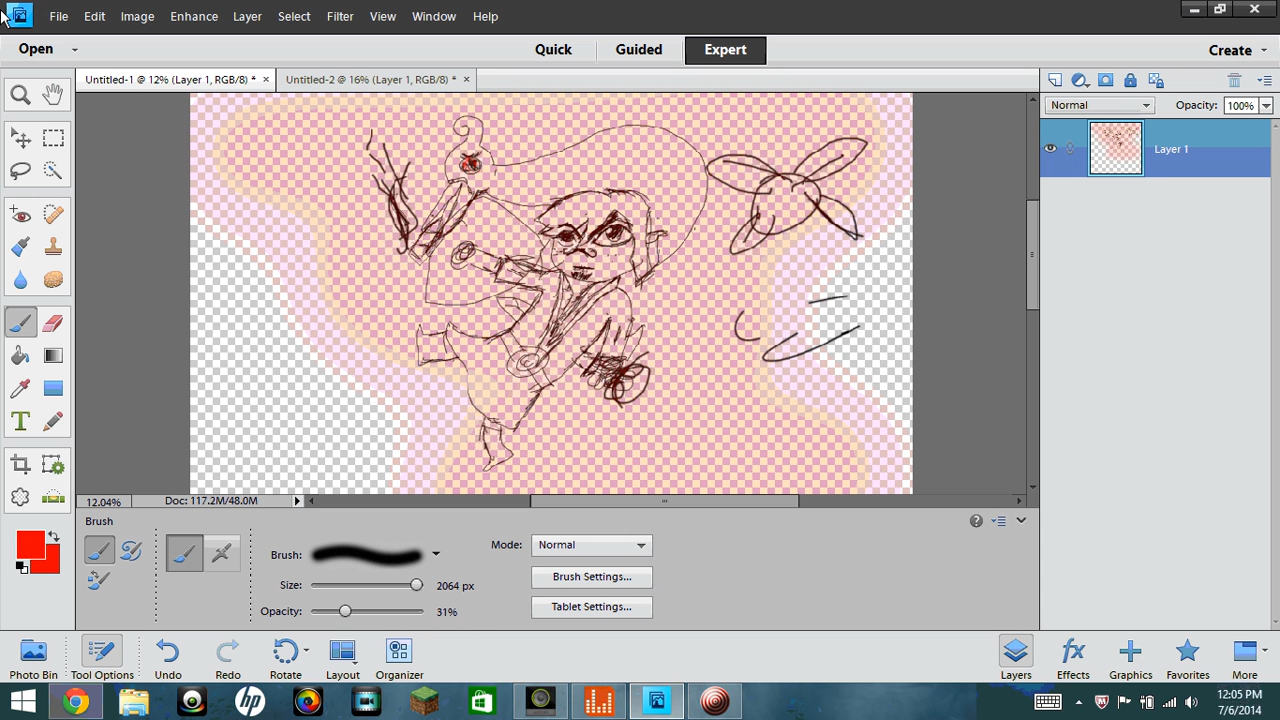 File Edit Image Enhance Layer Select Filter View Window Help
Open Quick Guided Expert Create
Untitled-1 @ 12% (Layer 1, RGB/8) * × Untitled-2 @ 16% (Layer 1, RGB/8) * ×
Normal Opacity: 100%
Layer 1
12.04% Doc: 117.2M/48.0M
Brush
Brush: Mode: Normal
Size: 2064 px Brush Settings...
Opacity: 31% Tablet Settings...
Photo Bin Tool Options Undo Redo Rotate Layout Organizer Layers Effects Graphics Favorites More
12:05 PM
7/6/2014